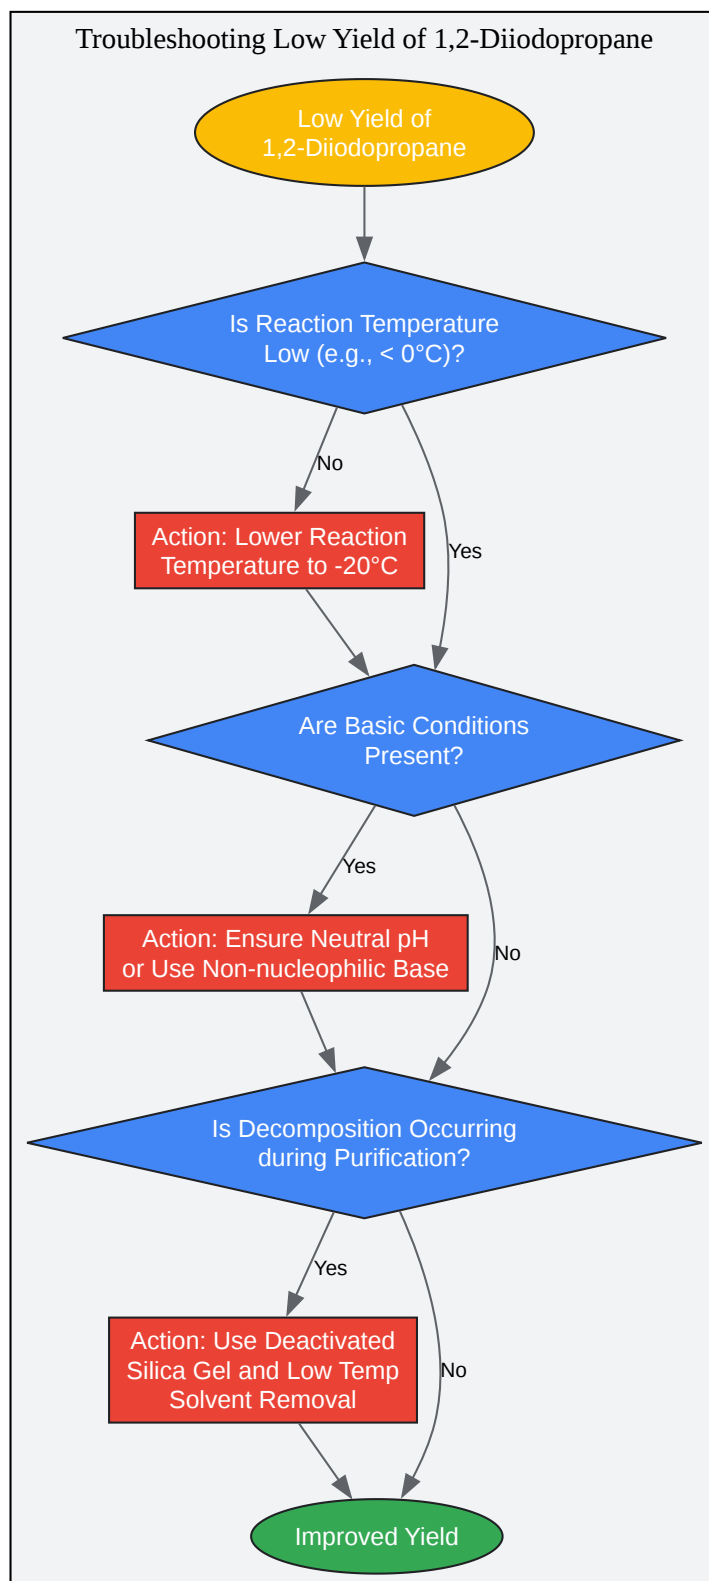 Troubleshooting Low Yield of 1,2-Diiodopropane
Low Yield of
1,2-Diiodopropane
Is Reaction Temperature
Low (e.g., < 0°C)?
No
Action: Lower Reaction
Temperature to -20°C
Yes
Are Basic Conditions
Present?
Yes
Action: Ensure Neutral pH
or Use Non-nucleophilic Base
No
Is Decomposition Occurring
during Purification?
Yes
Action: Use Deactivated
Silica Gel and Low Temp
Solvent Removal
No
Improved Yield